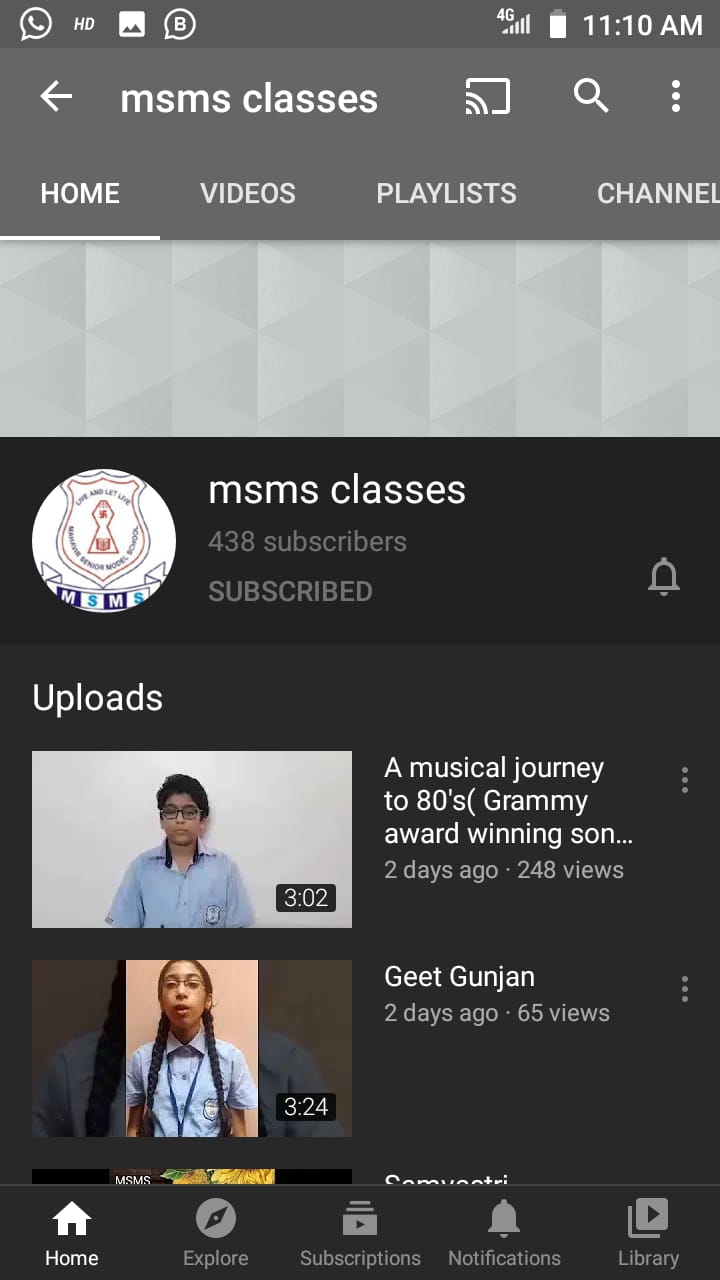 HD
B
4G
11:10 AM
msms classes
HOME VIDEOS PLAYLISTS CHANNEL
LIVE AND LET LIVE
MAHAVIR SENIOR MODEL SCHOOL
MSMS
msms classes
438 subscribers
SUBSCRIBED
Uploads
A musical journey
to 80's( Grammy
award winning son...
2 days ago · 248 views
3:02
Geet Gunjan
2 days ago · 65 views
3:24
MSMS
Home Explore Subscriptions Notifications Library